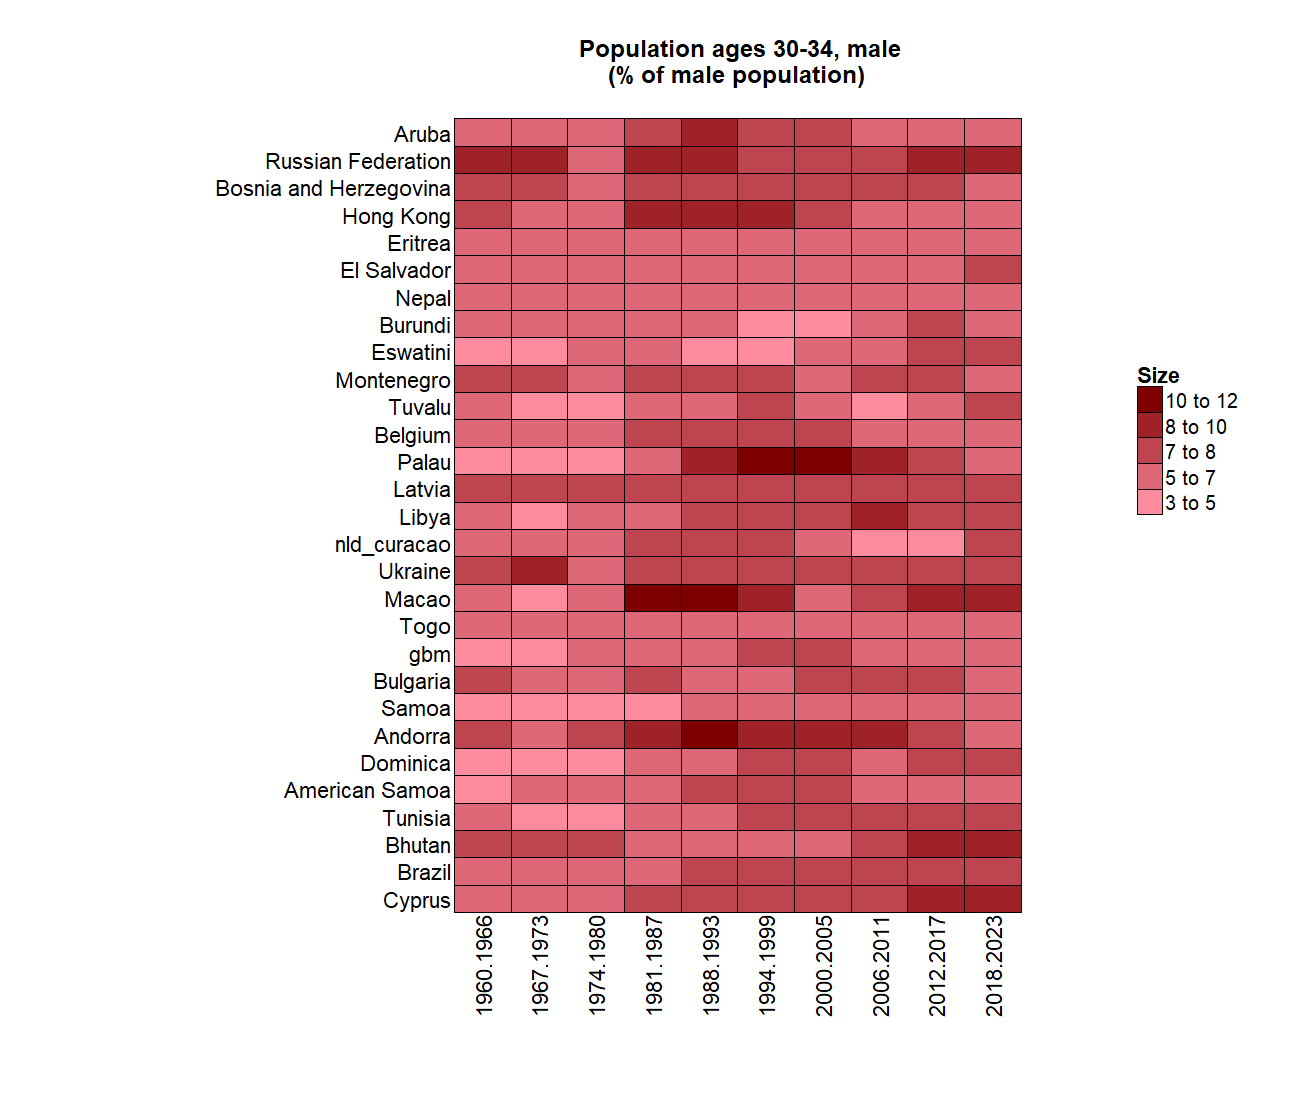 Population ages 30-34, male
(% of male population)
Aruba
Russian Federation
Bosnia and Herzegovina
Hong Kong
Eritrea
El Salvador
Nepal
Burundi
Eswatini
Montenegro
Tuvalu
Belgium
Palau
Latvia
Libya
nld_curacao
Ukraine
Macao
Togo
gbm
Bulgaria
Samoa
Andorra
Dominica
American Samoa
Tunisia
Bhutan
Brazil
Cyprus
1960.1966
1967.1973
1974.1980
1981.1987
1988.1993
1994.1999
2000.2005
2006.2011
2012.2017
2018.2023
Size
10 to 12
8 to 10
7 to 8
5 to 7
3 to 5